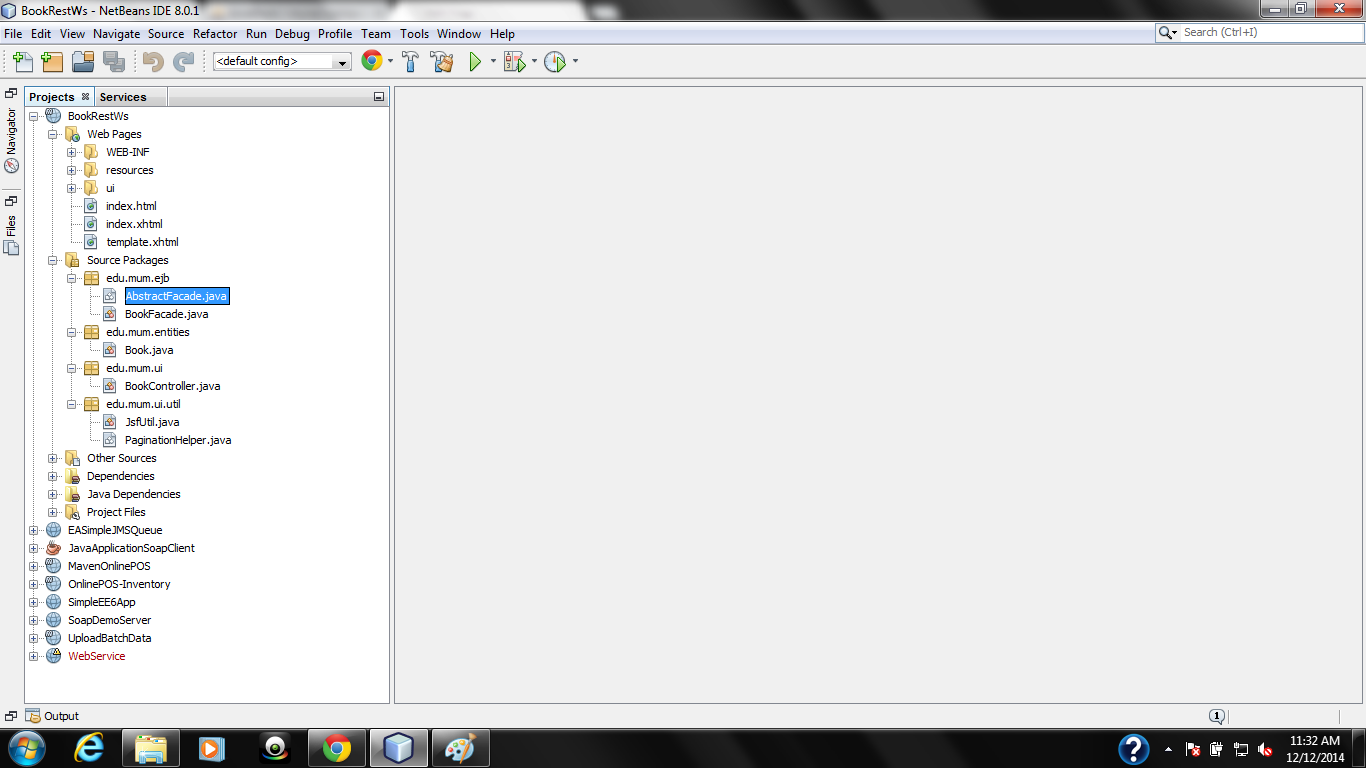 BookRestWs - NetBeans IDE 8.0.1
File Edit View Navigate Source Refactor Run Debug Profile Team Tools Window Help
Search (Ctrl+I)
<default config>
Projects Services
Navigator
Files
BookRestWs
Web Pages
WEB-INF
resources
ui
index.html
index.xhtml
template.xhtml
Source Packages
edu.mum.ejb
AbstractFacade.java
BookFacade.java
edu.mum.entities
Book.java
edu.mum.ui
BookController.java
edu.mum.ui.util
JsfUtil.java
PaginationHelper.java
Other Sources
Dependencies
Java Dependencies
Project Files
EASimpleJMSQueue
JavaApplicationSoapClient
MavenOnlinePOS
OnlinePOS-Inventory
SimpleEE6App
SoapDemoServer
UploadBatchData
WebService
Output
1
11:32 AM
12/12/2014